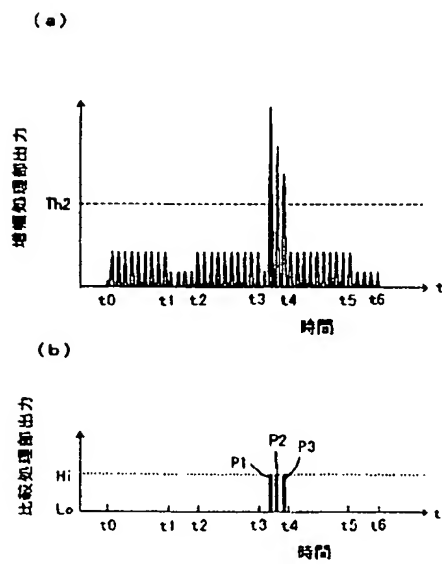 (a)
増幅処理部出力
Th2
t0 t1 t2 t3 t4 t5 t6 t
時間
(b)
比較処理部出力
P1 P2 P3
Hi
Lo
t0 t1 t2 t3 t4 t5 t6 t
時間